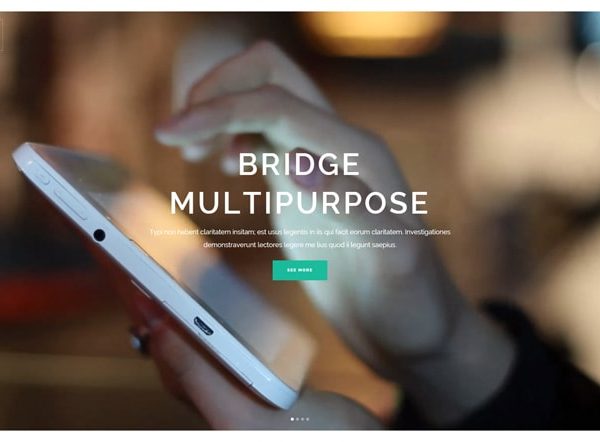 BRIDGE
MULTIPURPOSE
Typi non habent claritatem insitam; est usus legentis in iis qui facit eorum claritatem. Investigationes
demonstraverunt lectores legere me lius quod ii legunt saepius.
SEE MORE